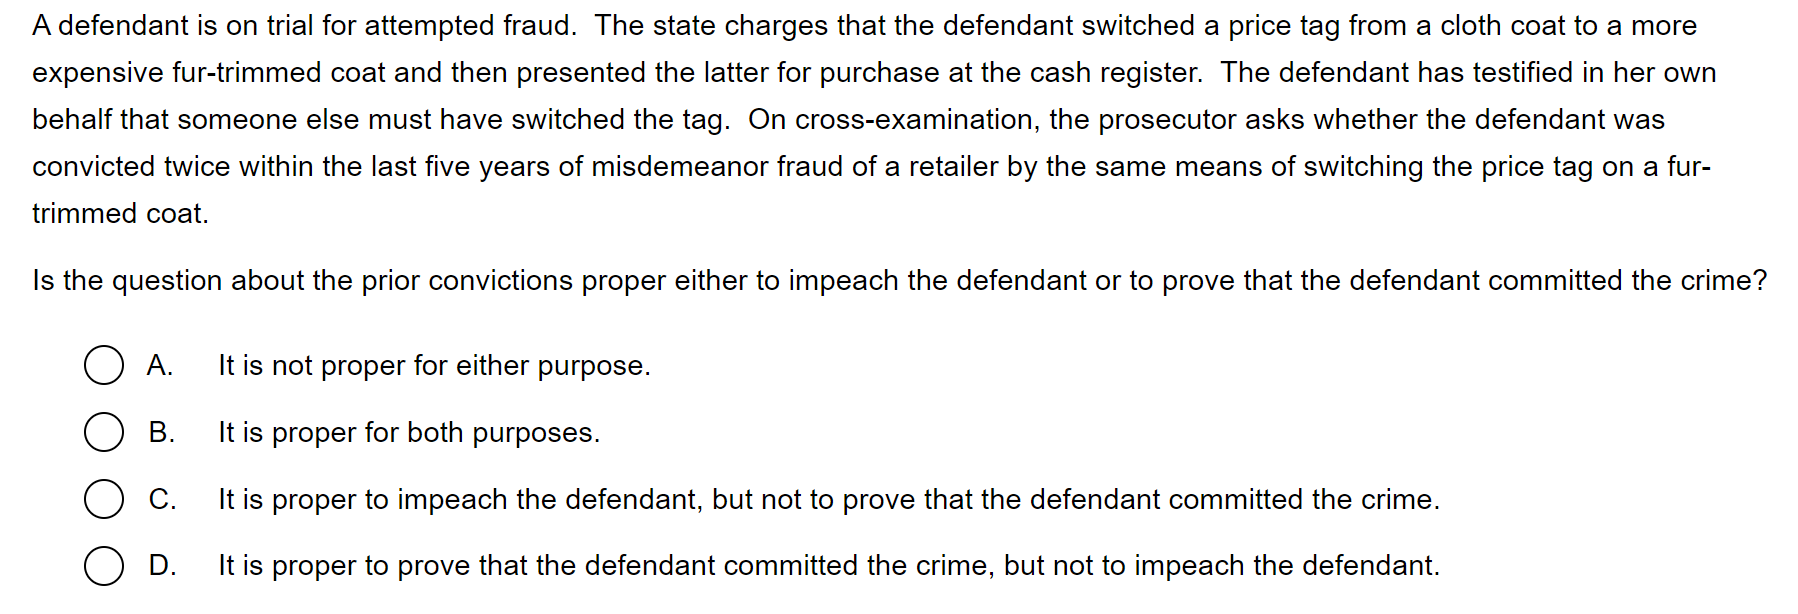 A defendant is on trial for attempted fraud.  The state charges that the defendant switched a price tag from a cloth coat to a more
expensive fur-trimmed coat and then presented the latter for purchase at the cash register.  The defendant has testified in her own
behalf that someone else must have switched the tag.  On cross-examination, the prosecutor asks whether the defendant was
convicted twice within the last five years of misdemeanor fraud of a retailer by the same means of switching the price tag on a fur-
trimmed coat.
Is the question about the prior convictions proper either to impeach the defendant or to prove that the defendant committed the crime?
A. It is not proper for either purpose.
B. It is proper for both purposes.
C. It is proper to impeach the defendant, but not to prove that the defendant committed the crime.
D. It is proper to prove that the defendant committed the crime, but not to impeach the defendant.